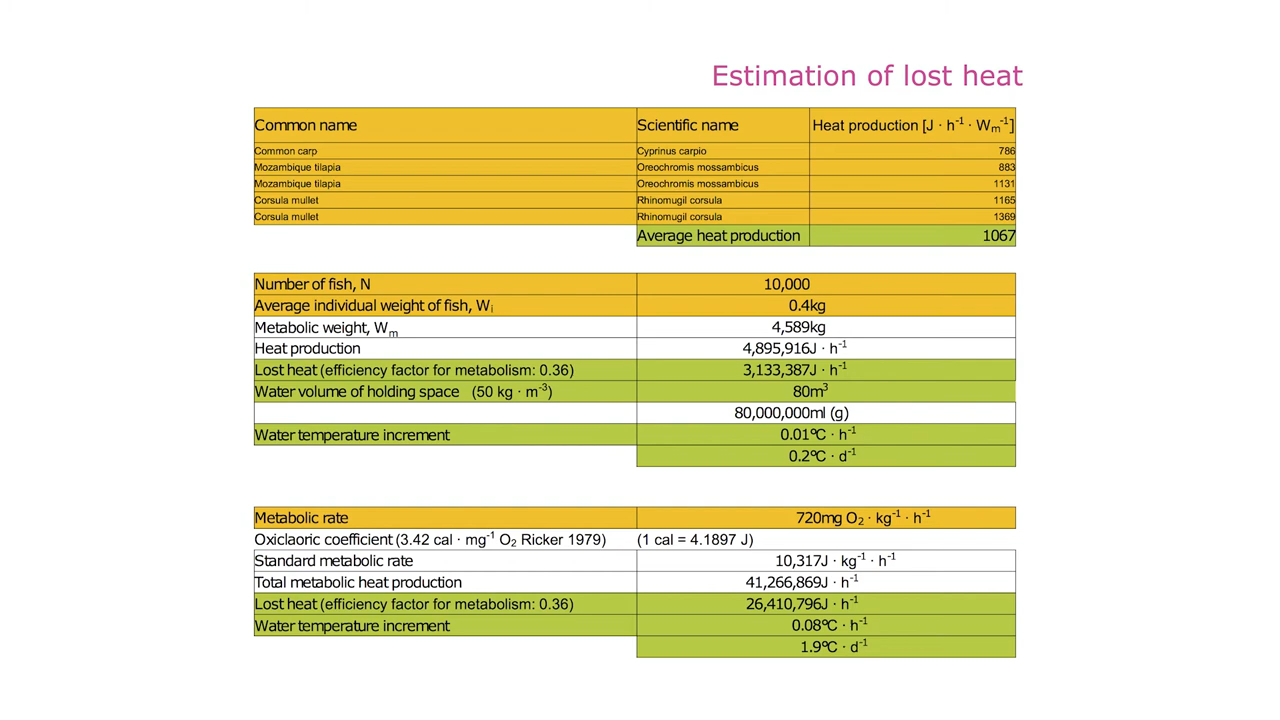 Estimation of lost heat
Common name Scientific name Heat production [J · h⁻¹ · Wₘ⁻¹]
Common carp Cyprinus carpio 786
Mozambique tilapia Oreochromis mossambicus 883
Mozambique tilapia Oreochromis mossambicus 1131
Corsula mullet Rhinomugil corsula 1165
Corsula mullet Rhinomugil corsula 1369
Average heat production 1067
Number of fish, N 10,000
Average individual weight of fish, Wᵢ 0.4kg
Metabolic weight, Wₘ 4,589kg
Heat production 4,895,916J · h⁻¹
Lost heat (efficiency factor for metabolism: 0.36) 3,133,387J · h⁻¹
Water volume of holding space (50 kg · m⁻³) 80m³
80,000,000ml (g)
Water temperature increment 0.01ºC · h⁻¹
0.2ºC · d⁻¹
Metabolic rate 720mg O₂ · kg⁻¹ · h⁻¹
Oxiclaoric coefficient (3.42 cal · mg⁻¹ O₂ Ricker 1979) (1 cal = 4.1897 J)
Standard metabolic rate 10,317J · kg⁻¹ · h⁻¹
Total metabolic heat production 41,266,869J · h⁻¹
Lost heat (efficiency factor for metabolism: 0.36) 26,410,796J · h⁻¹
Water temperature increment 0.08ºC · h⁻¹
1.9ºC · d⁻¹